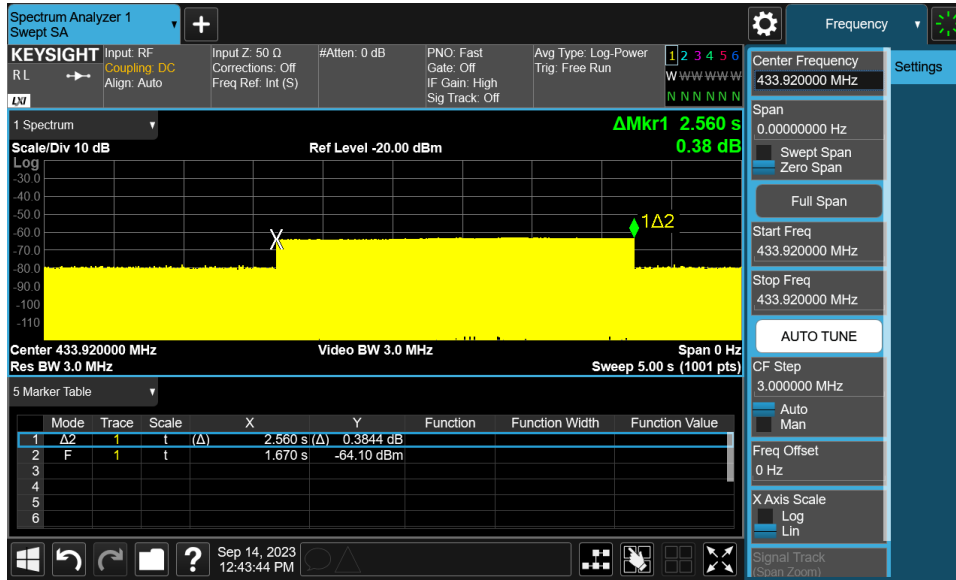 Spectrum Analyzer 1
Swept SA
+
Frequency
KEYSIGHT
R L
LXI
Input: RF
Coupling: DC
Align: Auto
Input Z: 50 Ω
Corrections: Off
Freq Ref: Int (S)
#Atten: 0 dB
PNO: Fast
Gate: Off
IF Gain: High
Sig Track: Off
Avg Type: Log-Power
Trig: Free Run
1 2 3 4 5 6
W W W W W W
N N N N N N
1 Spectrum
ΔMkr1 2.560 s
0.38 dB
Scale/Div 10 dB
Ref Level -20.00 dBm
Log
-30.0
-40.0
-50.0
-60.0
-70.0
-80.0
-90.0
-100
-110
X
1Δ2
Center 433.920000 MHz
Video BW 3.0 MHz
Span 0 Hz
Res BW 3.0 MHz
Sweep 5.00 s (1001 pts)
5 Marker Table
Mode Trace Scale X Y Function Function Width Function Value
1 Δ2 1 t (Δ) 2.560 s (Δ) 0.3844 dB
2 F 1 t 1.670 s -64.10 dBm
3
4
5
6
Center Frequency
433.920000 MHz
Settings
Span
0.00000000 Hz
Swept Span
Zero Span
Full Span
Start Freq
433.920000 MHz
Stop Freq
433.920000 MHz
AUTO TUNE
CF Step
3.000000 MHz
Auto
Man
Freq Offset
0 Hz
X Axis Scale
Log
Lin
Signal Track
(Span Zoom)
?
Sep 14, 2023
12:43:44 PM